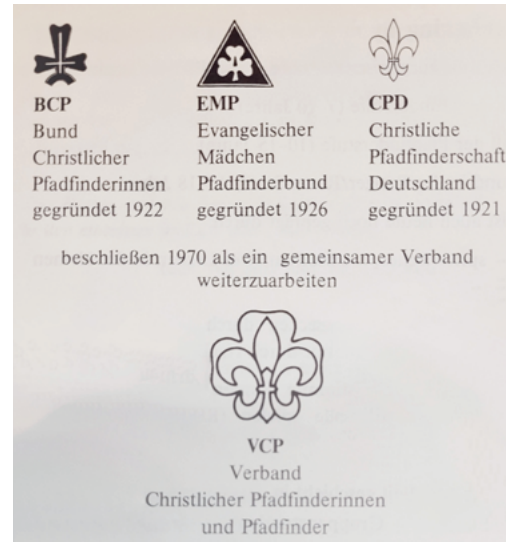 BCP
Bund
Christlicher
Pfadfinderinnen
gegründet 1922
EMP
Evangelischer
Mädchen
Pfadfinderbund
gegründet 1926
CPD
Christliche
Pfadfinderschaft
Deutschland
gegründet 1921
beschließen 1970 als ein gemeinsamer Verband
weiterzuarbeiten
VCP
Verband
Christlicher Pfadfinderinnen
und Pfadfinder